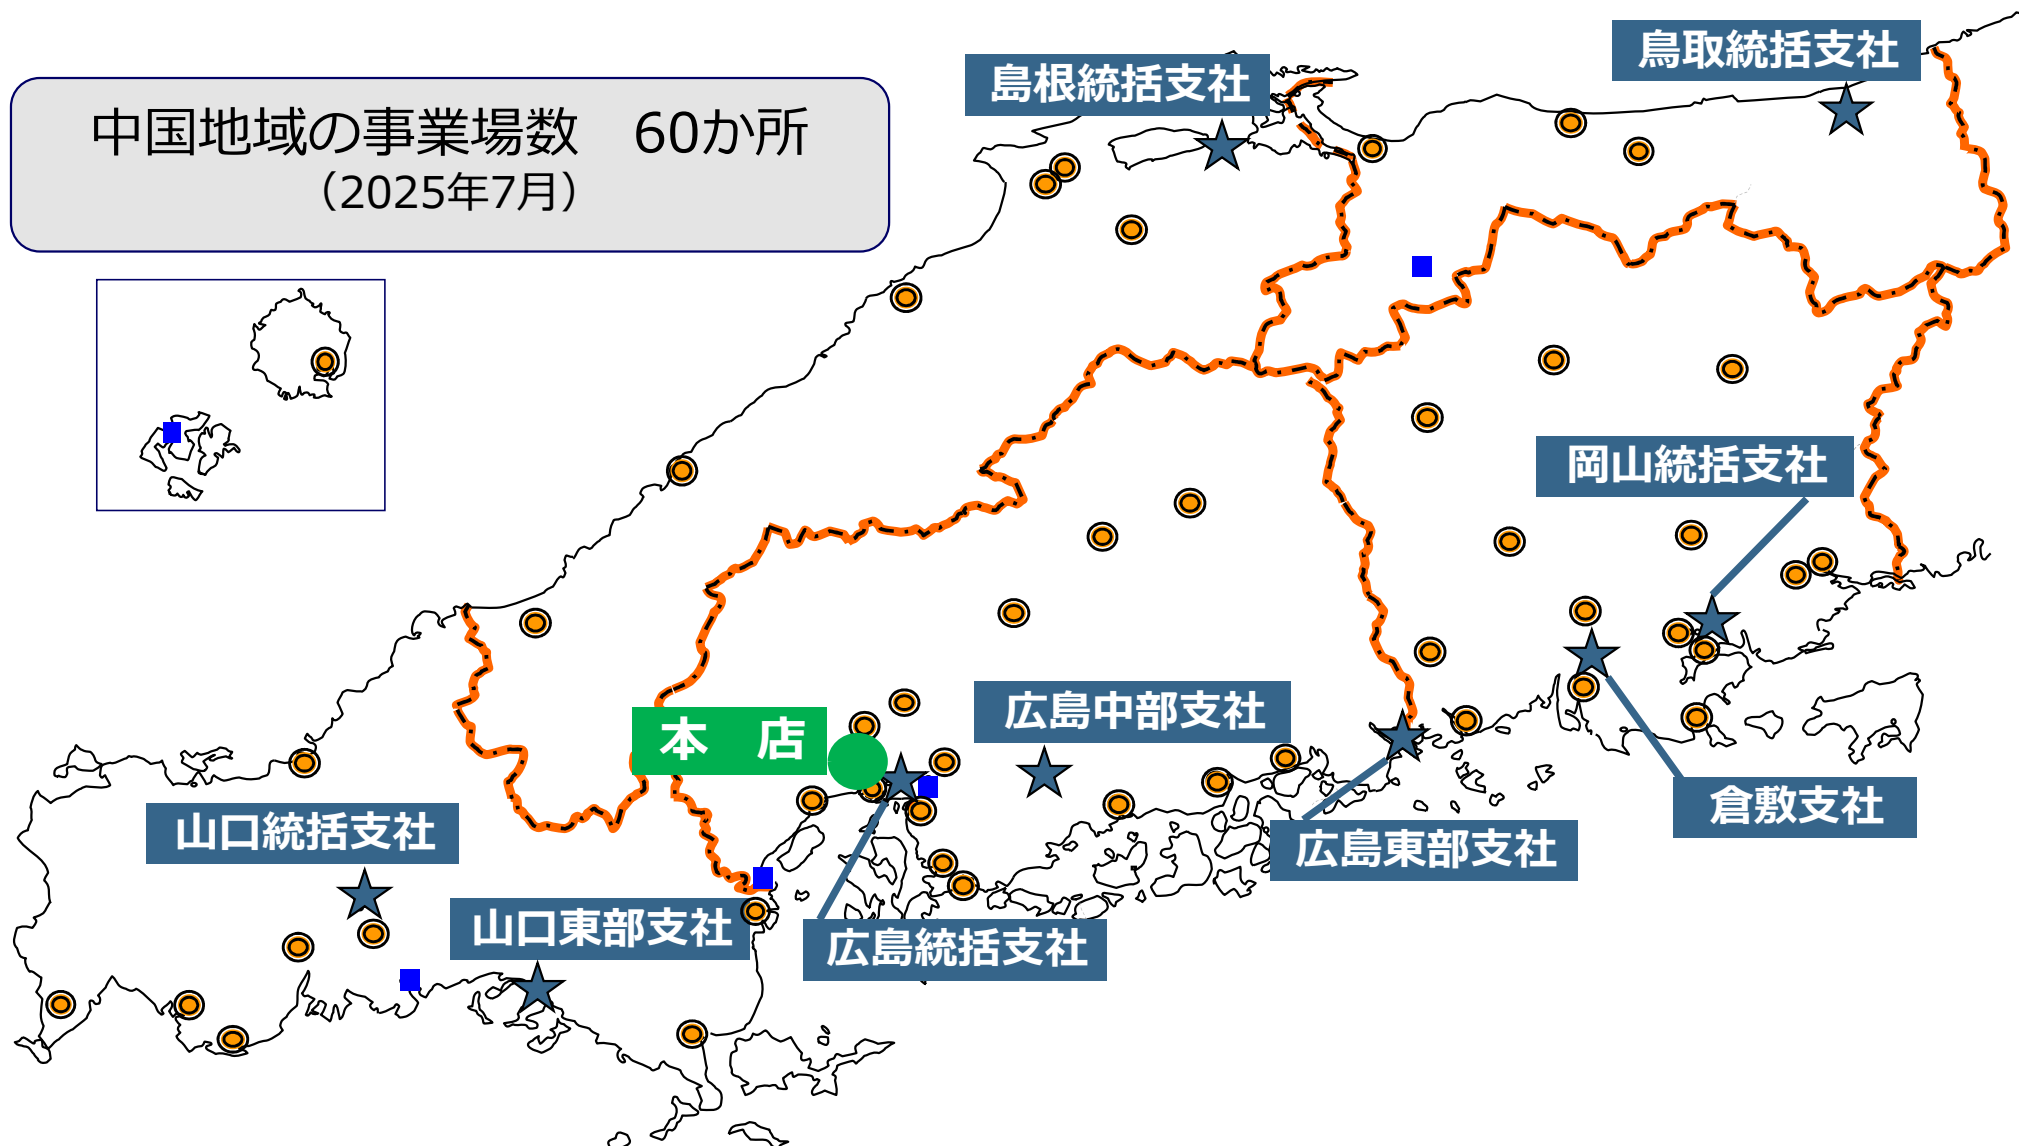 鳥取統括支社
島根統括支社
中国地域の事業場数　60か所
（2025年7月）
岡山統括支社
広島中部支社
本　店
倉敷支社
山口統括支社
広島東部支社
山口東部支社
広島統括支社